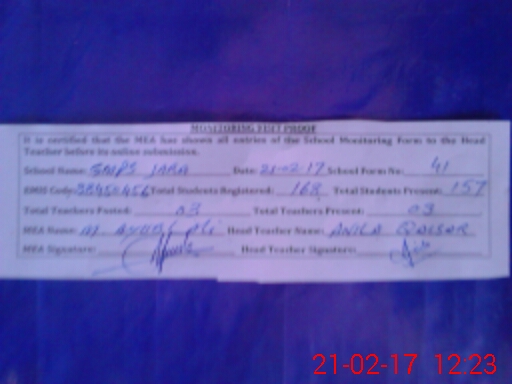 MONITORING VISIT PROOF
It is certified that the MEA has shown all entries of the School Monitoring Form to the Head
Teacher before its online submission.
School Name: GMPS JARA Date: 21-02-17 School Form No: 41
EMIS Code: Total Students Registered: 168 Total Students Present: 157
Total Teachers Posted: 03 Total Teachers Present: 03
MEA Name: M. Head Teacher Name: ANILA
MEA Signature: Head Teacher Signature:
21-02-17 12:23